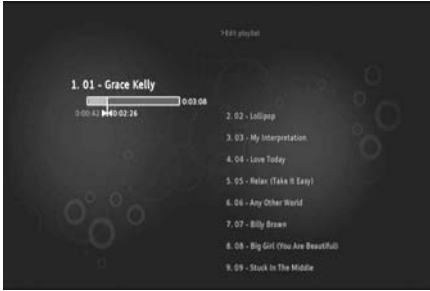 >Edit playlist
1. 01 - Grace Kelly
0:03:08
0:00:42 0:02:26
2. 02 - Lollipop
3. 03 - My Interpretation
4. 04 - Love Today
5. 05 - Relax (Take It Easy)
6. 06 - Any Other World
7. 07 - Billy Brown
8. 08 - Big Girl (You Are Beautiful)
9. 09 - Stuck In The Middle